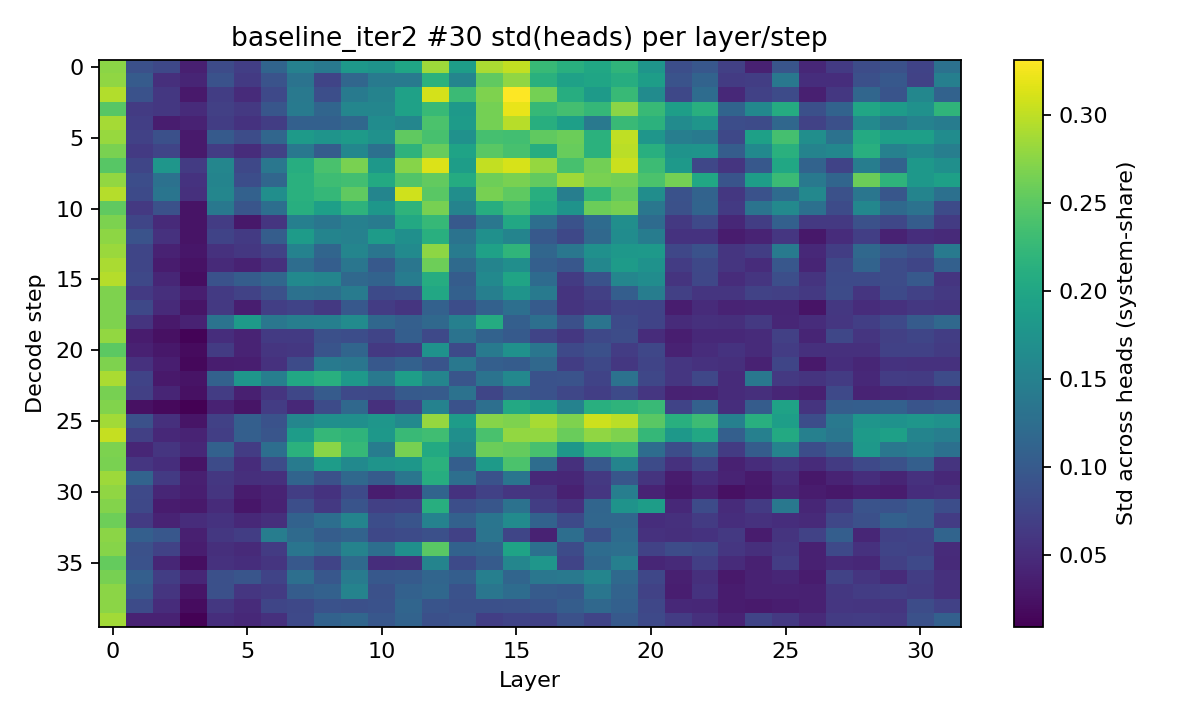 baseline_iter2 #30 std(heads) per layer/step
Decode step
0
5
10
15
20
25
30
35
0 5 10 15 20 25 30
Layer
0.30
0.25
0.20
0.15
0.10
0.05
Std across heads (system-share)